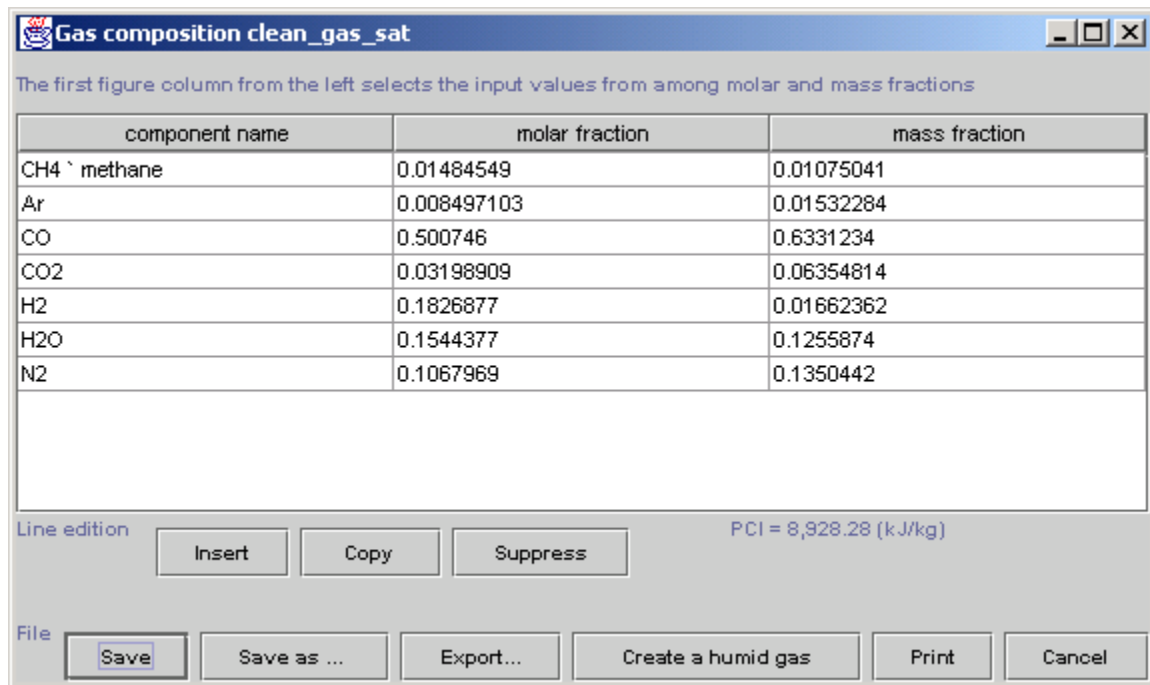 Gas composition clean_gas_sat
The first figure column from the left selects the input values from among molar and mass fractions
component name molar fraction mass fraction
CH4 ` methane 0.01484549 0.01075041
Ar 0.008497103 0.01532284
CO 0.500746 0.6331234
CO2 0.03198909 0.06354814
H2 0.1826877 0.01662362
H2O 0.1544377 0.1255874
N2 0.1067969 0.1350442
Line edition Insert Copy Suppress PCI = 8,928.28 (kJ/kg)
File Save Save as ... Export... Create a humid gas Print Cancel